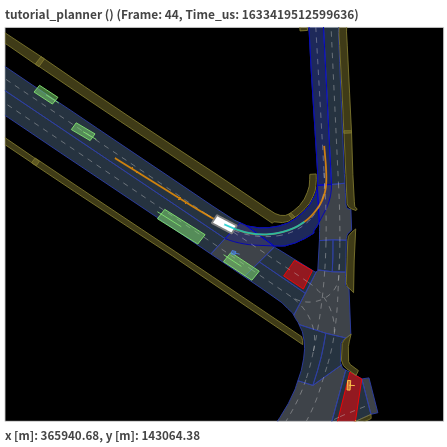 tutorial_planner () (Frame: 44, Time_us: 1633419512599636)
x [m]: 365940.68, y [m]: 143064.38